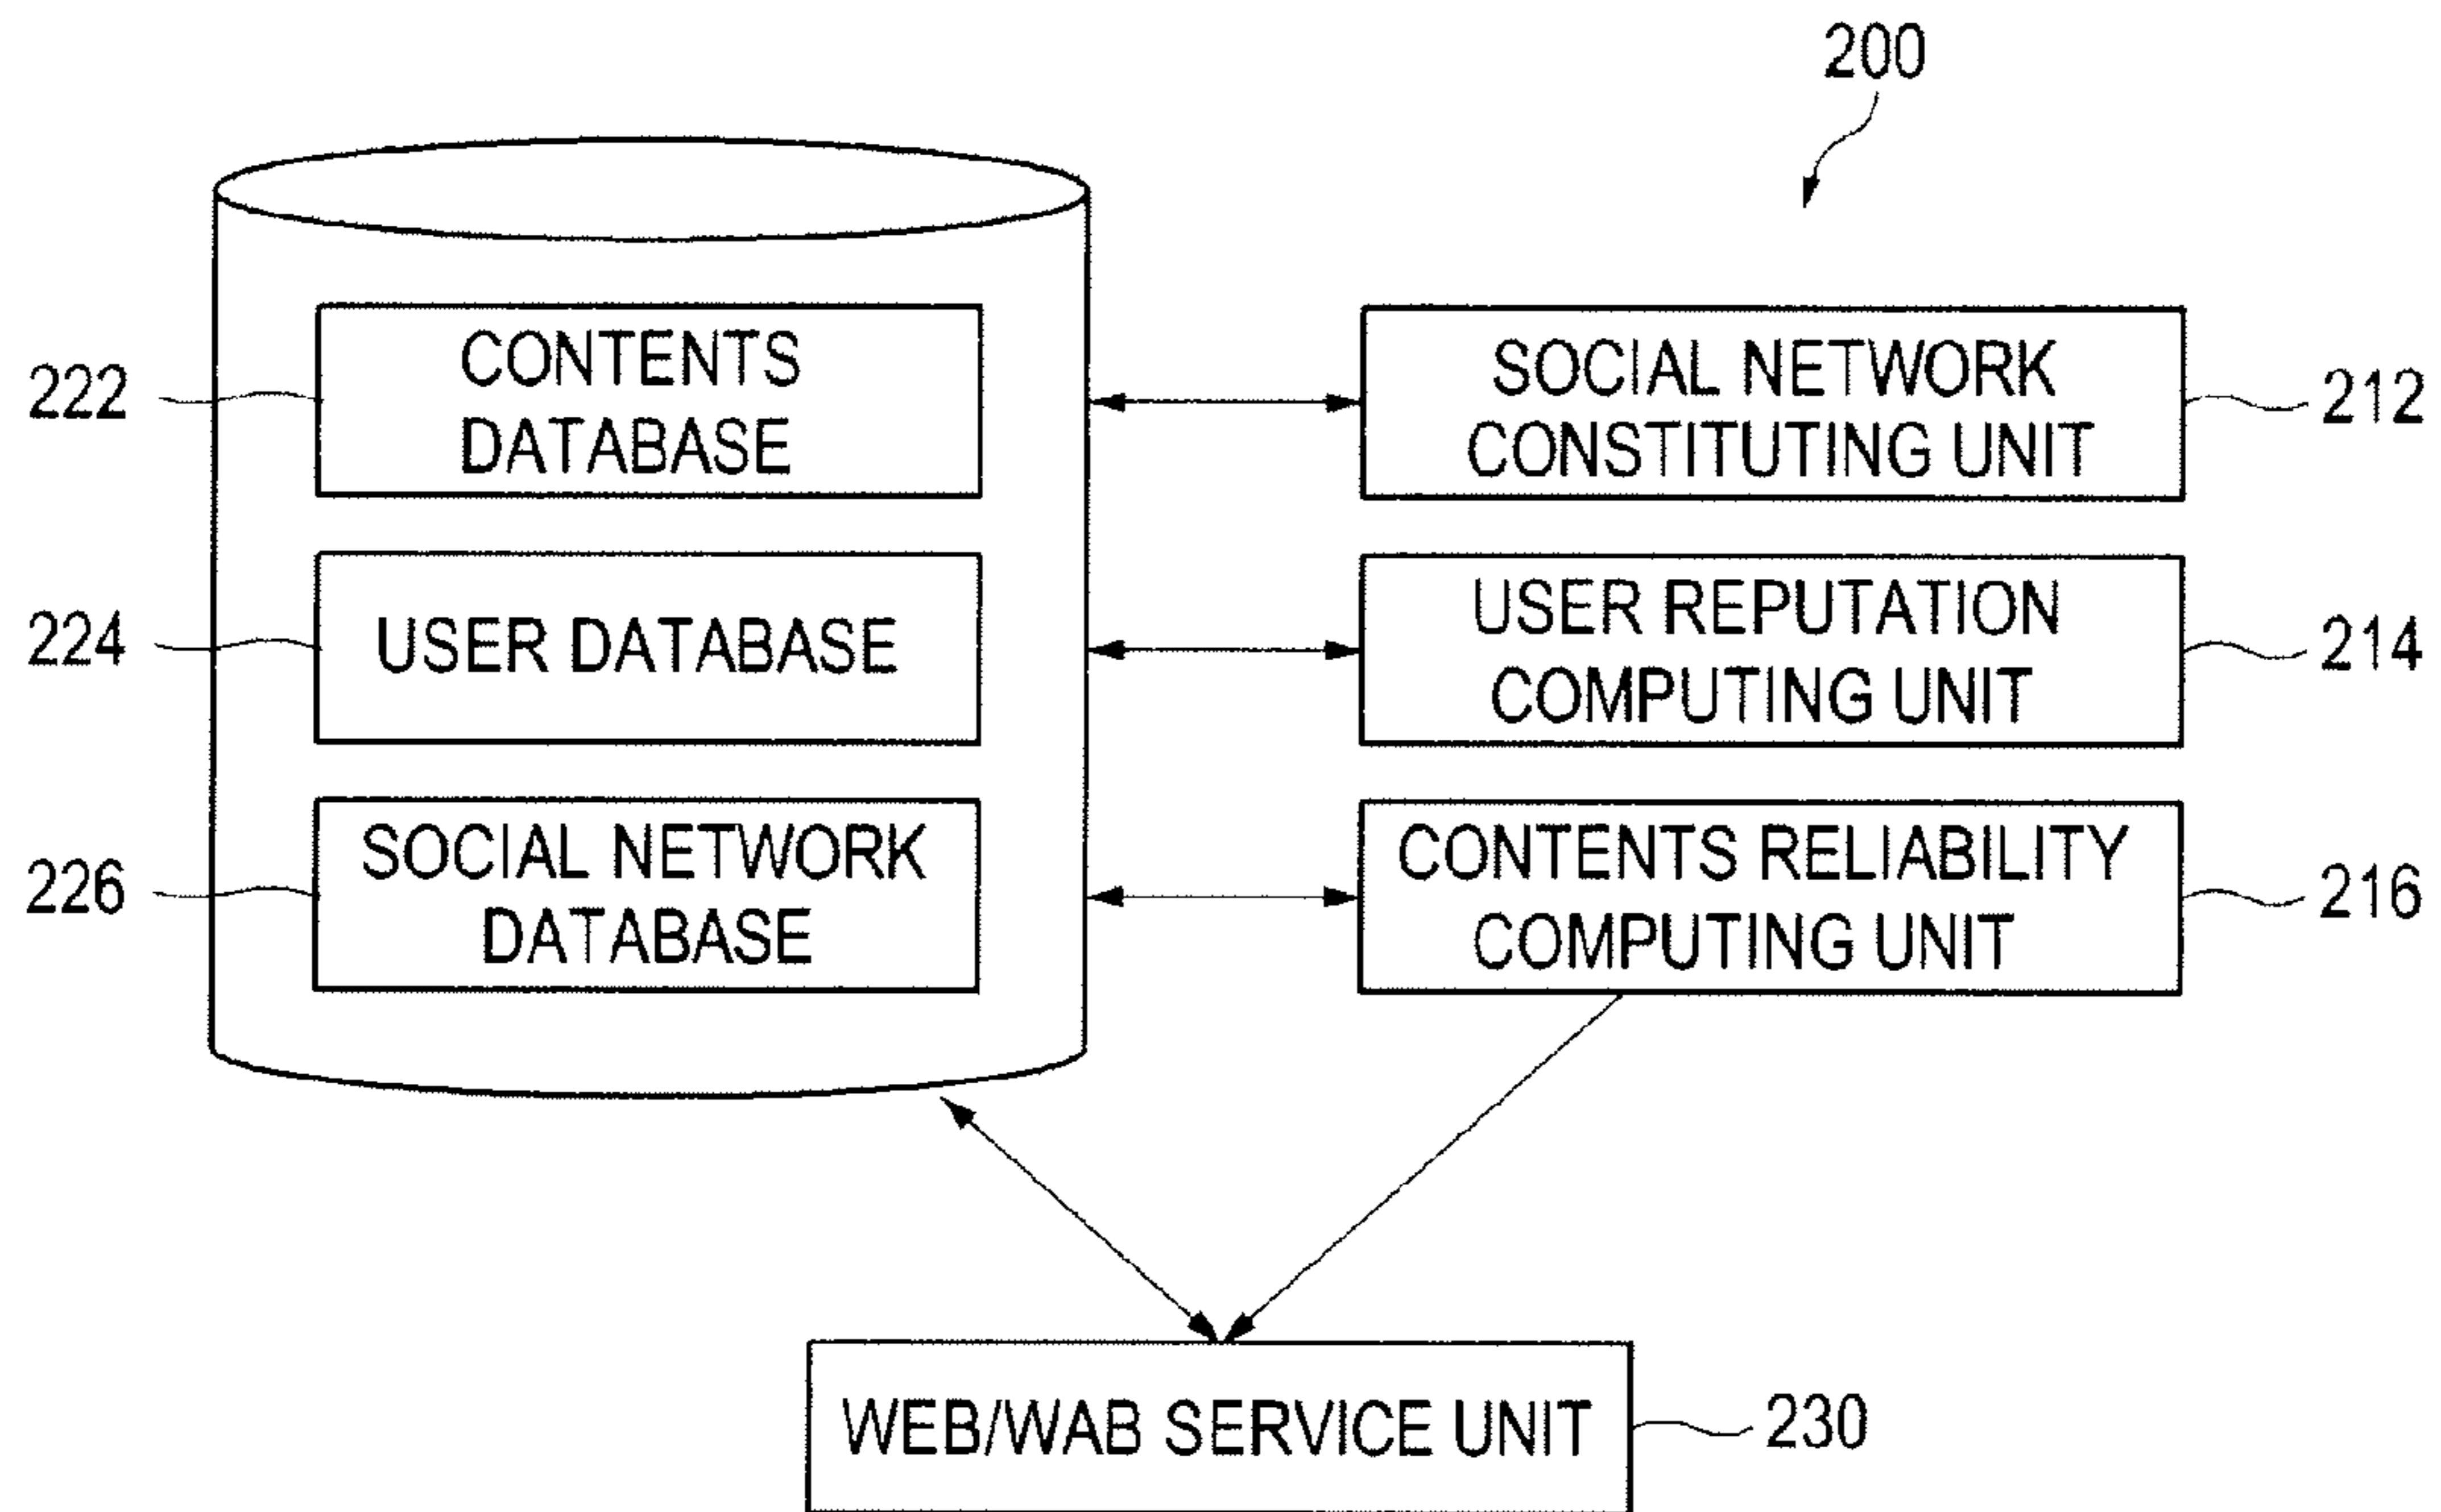 200
222
CONTENTS
DATABASE
SOCIAL NETWORK
CONSTITUTING UNIT
212
224
USER DATABASE
USER REPUTATION
COMPUTING UNIT
214
226
SOCIAL NETWORK
DATABASE
CONTENTS RELIABILITY
COMPUTING UNIT
216
WEB/WAB SERVICE UNIT
230